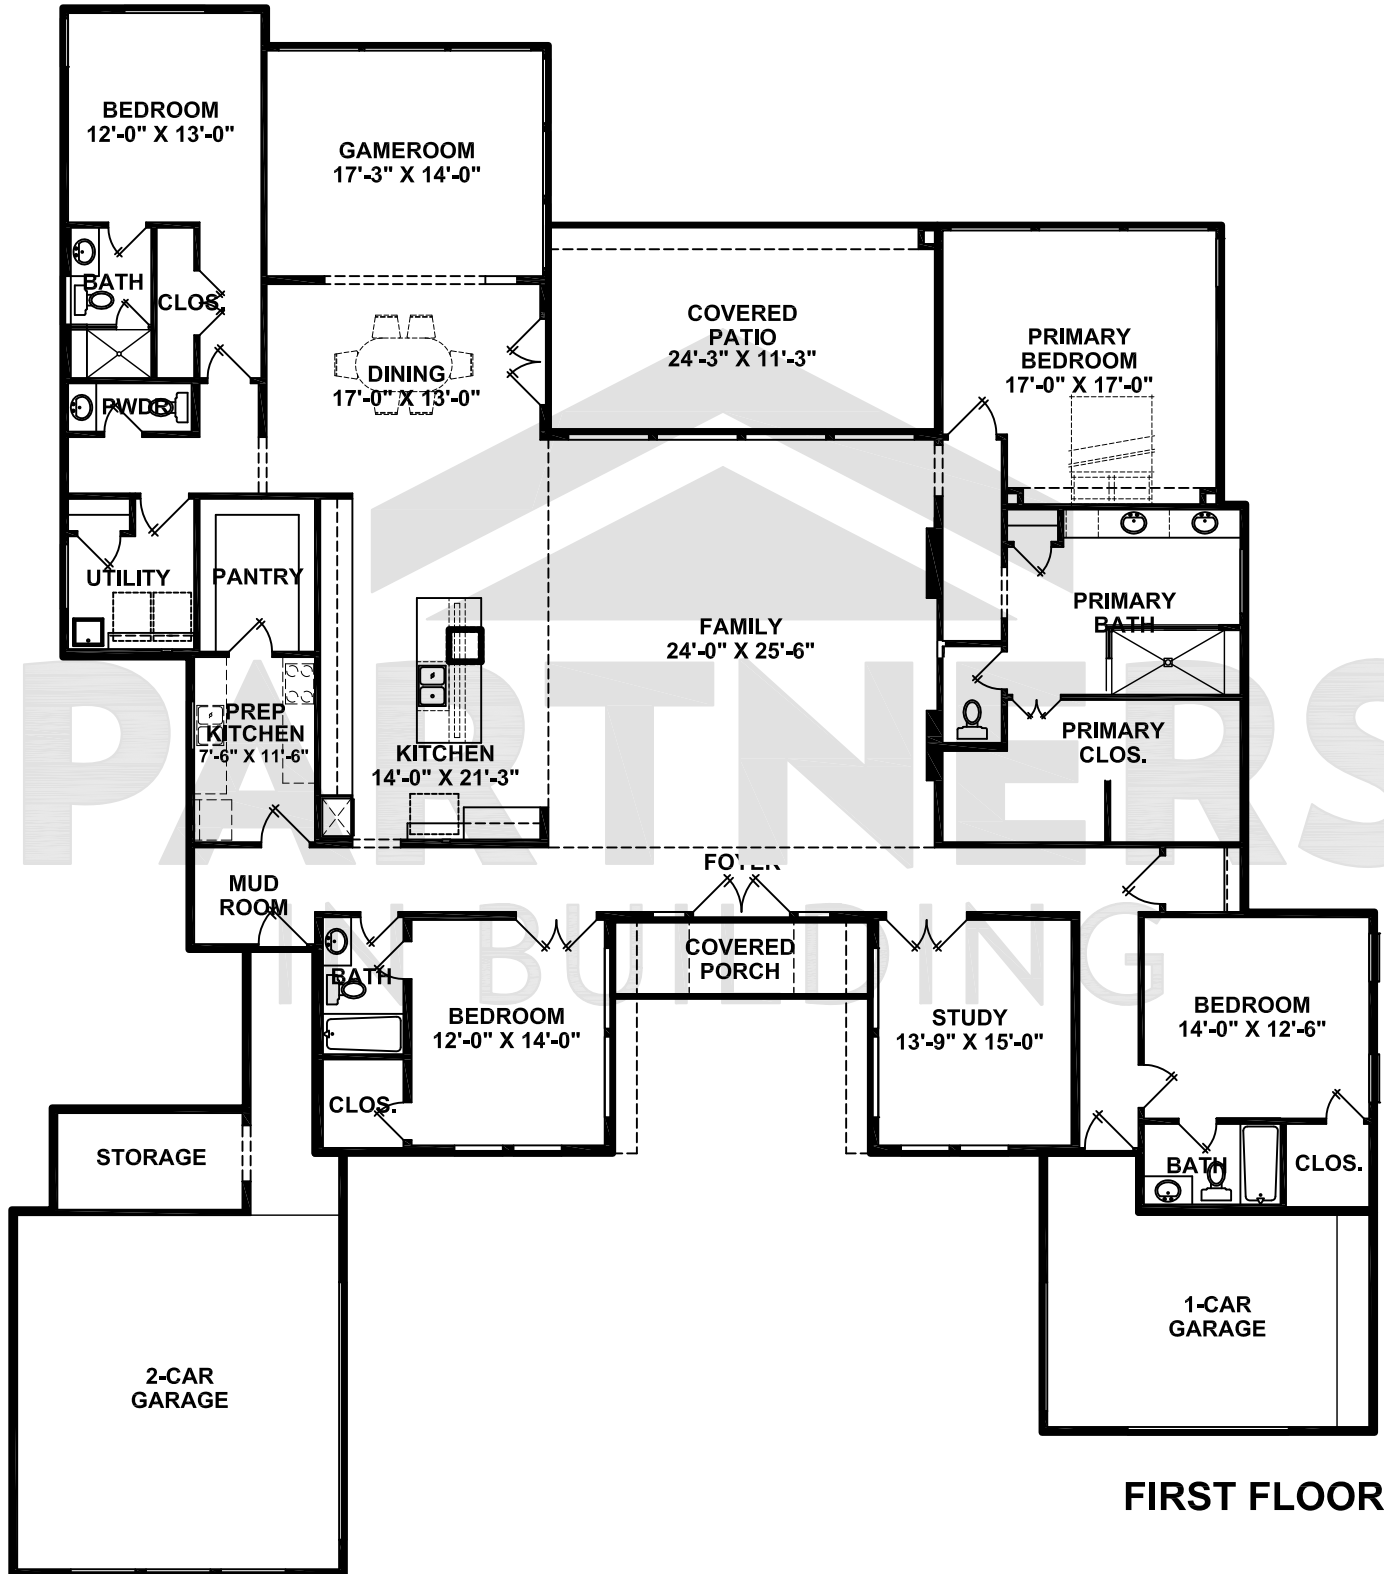 BEDROOM
12'-0" X 13'-0"
GAMEROOM
17'-3" X 14'-0"
BATH
CLOS.
COVERED
PATIO
24'-3" X 11'-3"
PRIMARY
BEDROOM
17'-0" X 17'-0"
DINING
17'-0" X 13'-0"
PWDR
UTILITY
PANTRY
FAMILY
24'-0" X 25'-6"
PRIMARY
BATH
PREP
KITCHEN
7'-6" X 11'-6"
KITCHEN
14'-0" X 21'-3"
PRIMARY
CLOS.
PARTNERS
IN BUILDING
FOYER
MUD
ROOM
COVERED
PORCH
BATH
BEDROOM
12'-0" X 14'-0"
STUDY
13'-9" X 15'-0"
BEDROOM
14'-0" X 12'-6"
CLOS.
STORAGE
BATH
CLOS.
1-CAR
GARAGE
2-CAR
GARAGE
FIRST FLOOR